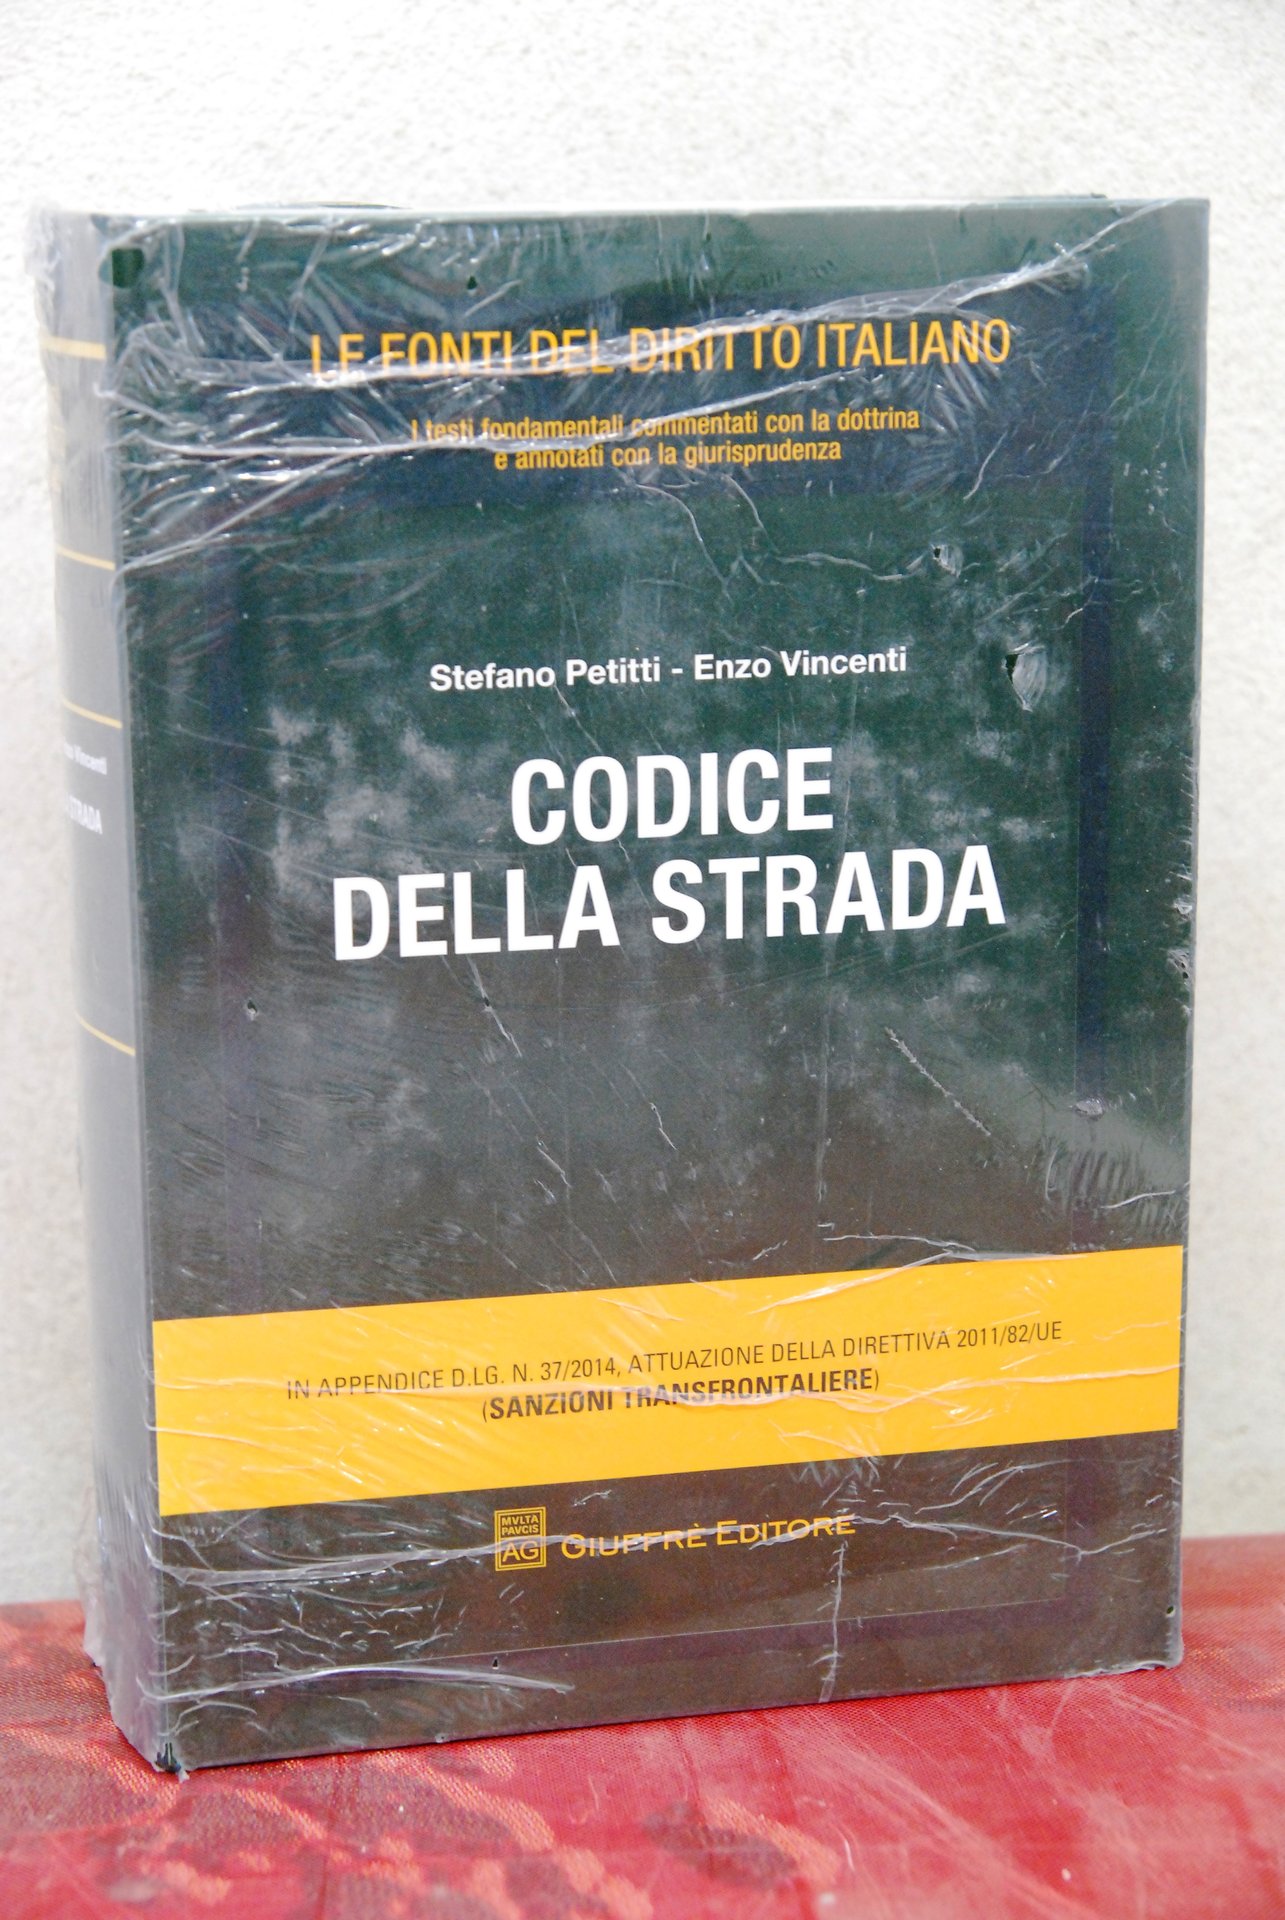 LE FONTI DEL DIRITTO ITALIANO
I testi fondamentali commentati con la dottrina
e annotati con la giurisprudenza
Stefano Petitti - Enzo Vincenti
CODICE
DELLA STRADA
IN APPENDICE D.LG. N. 37/2014, ATTUAZIONE DELLA DIRETTIVA 2011/82/UE
(SANZIONI TRANSFRONTALIERE)
MVLTA
PAVCIS
AG
GIUFFRÈ EDITORE
Vincenti
STRADA